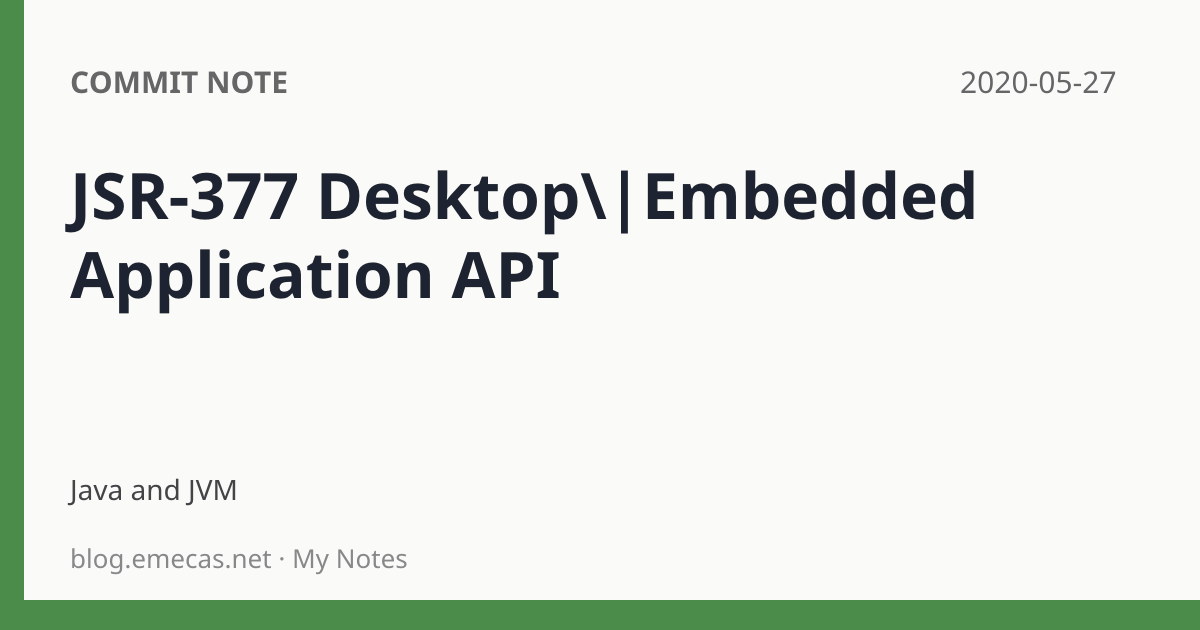 COMMIT NOTE
2020-05-27
JSR-377 Desktop\|Embedded
Application API
Java and JVM
blog.emecas.net · My Notes